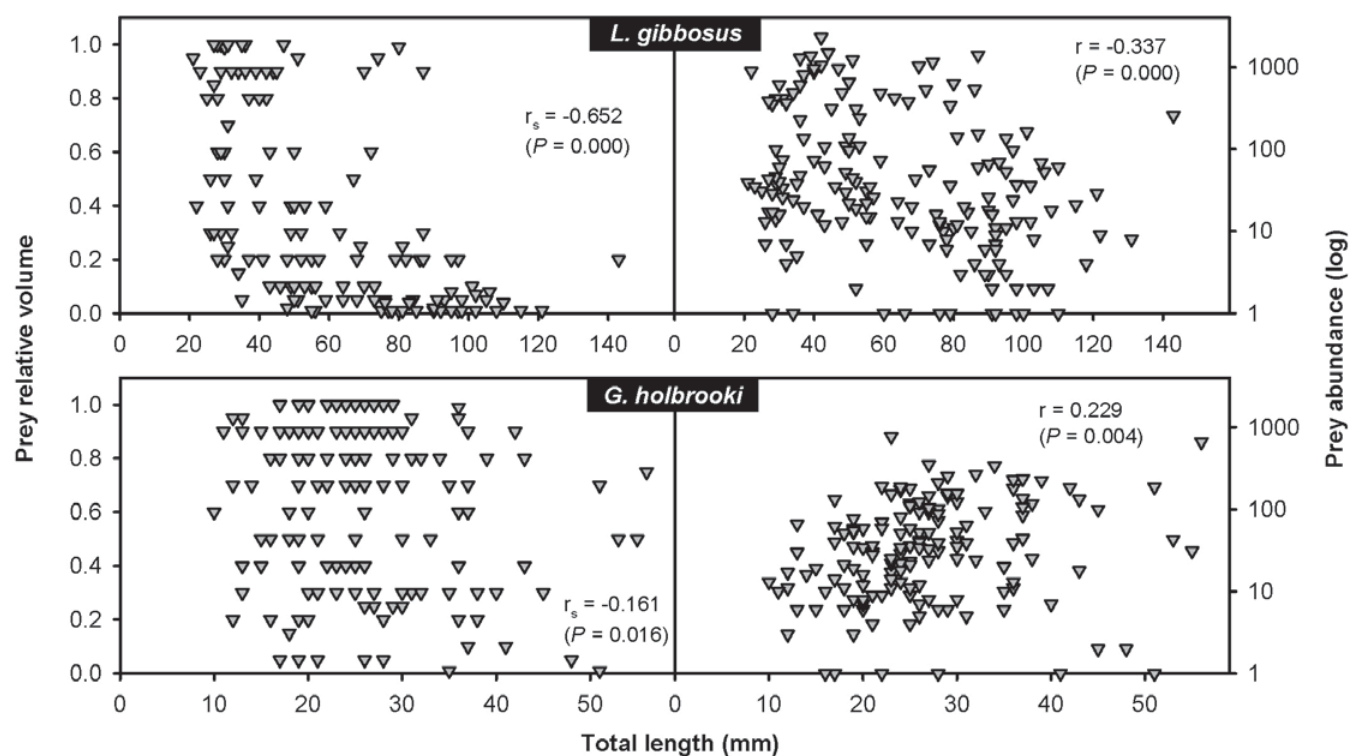 L. gibbosus
1.0
0.8
0.6
0.4
0.2
0.0
r_s = -0.652
(P = 0.000)
0 20 40 60 80 100 120 140
r = -0.337
(P = 0.000)
1000
100
10
1
0 20 40 60 80 100 120 140
Prey relative volume
Prey abundance (log)
G. holbrooki
1.0
0.8
0.6
0.4
0.2
0.0
r_s = -0.161
(P = 0.016)
0 10 20 30 40 50
r = 0.229
(P = 0.004)
1000
100
10
1
10 20 30 40 50
Total length (mm)